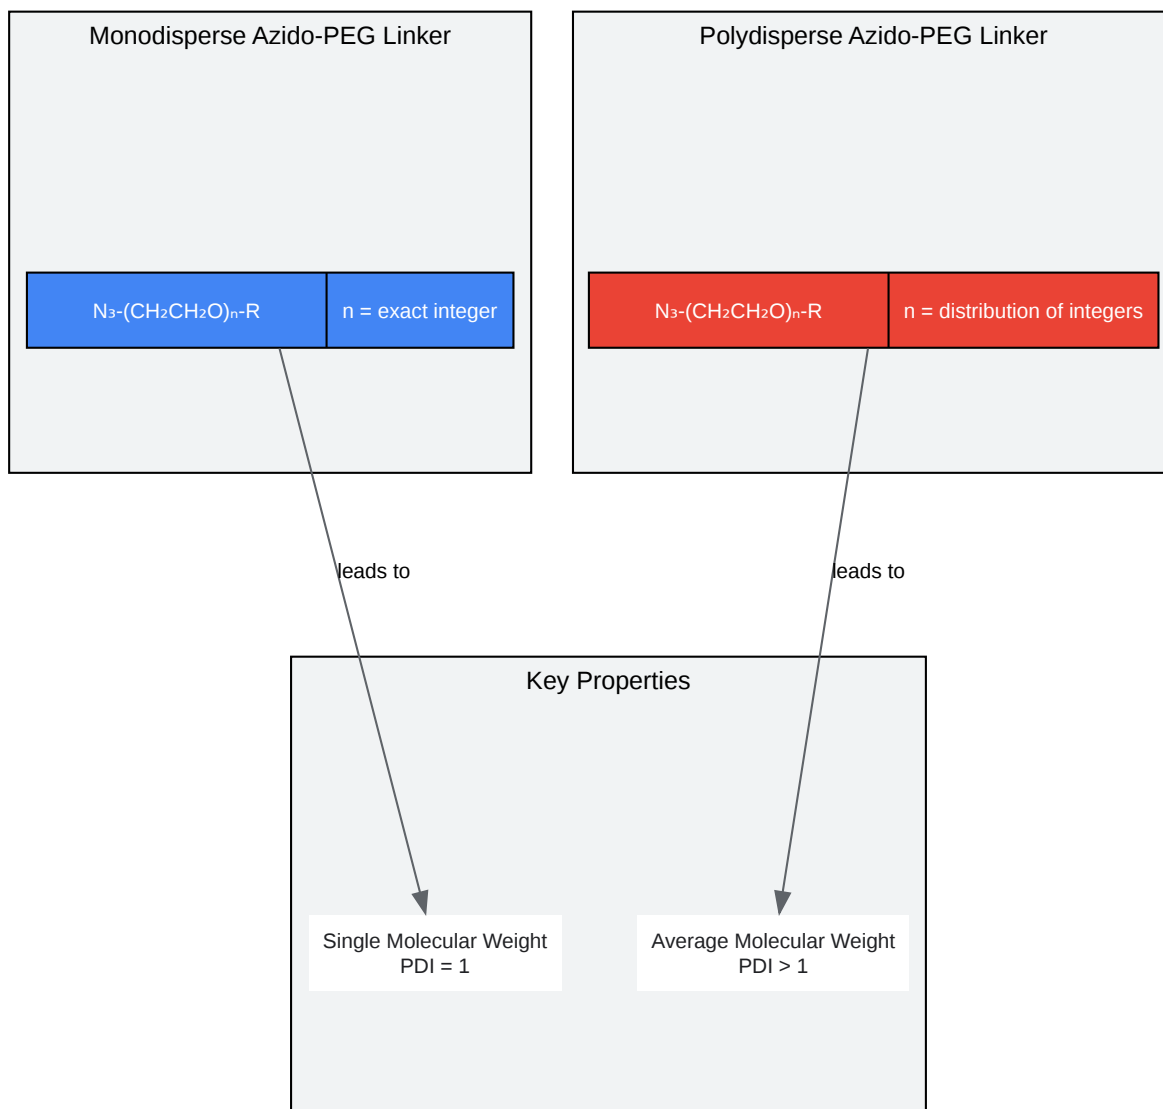 Monodisperse Azido-PEG Linker
Polydisperse Azido-PEG Linker
N₃-(CH₂CH₂O)ₙ-R
n = exact integer
N₃-(CH₂CH₂O)ₙ-R
n = distribution of integers
leads to
leads to
Key Properties
Single Molecular Weight
PDI = 1
Average Molecular Weight
PDI > 1